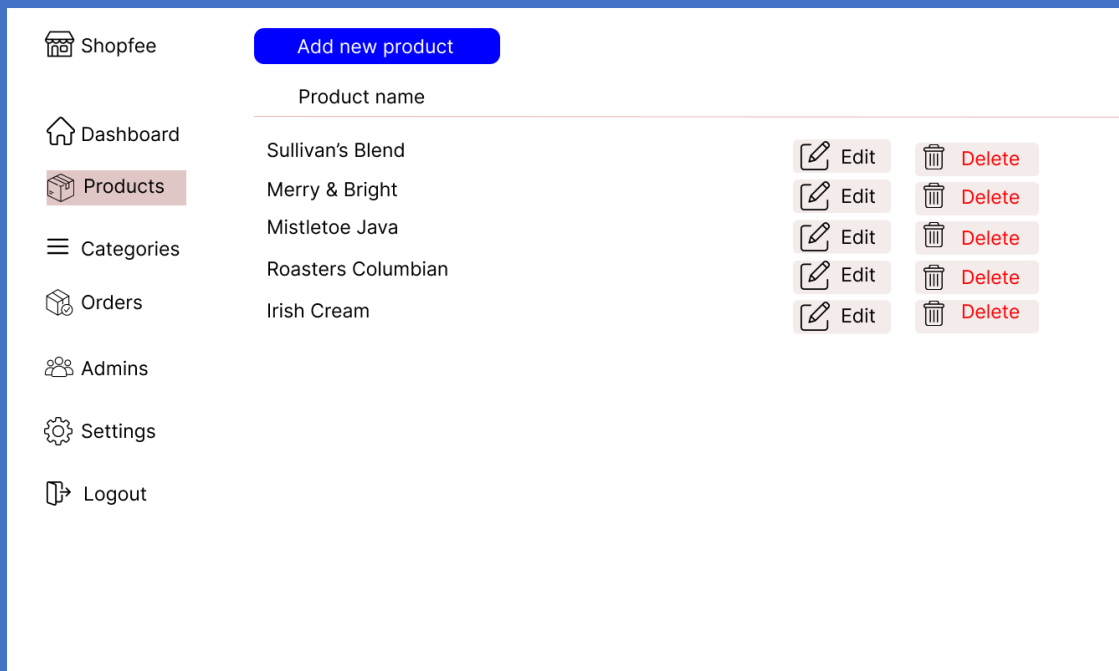 Shopfee
Dashboard
Products
Categories
Orders
Admins
Settings
Logout
Add new product
Product name
Sullivan’s Blend Edit Delete
Merry & Bright Edit Delete
Mistletoe Java Edit Delete
Roasters Columbian Edit Delete
Irish Cream Edit Delete